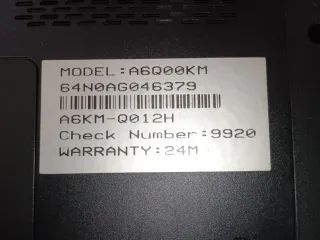 MODEL:A6Q00KM
64N0AG046379
A6KM-Q012H
Check Number:9920
WARRANTY:24M